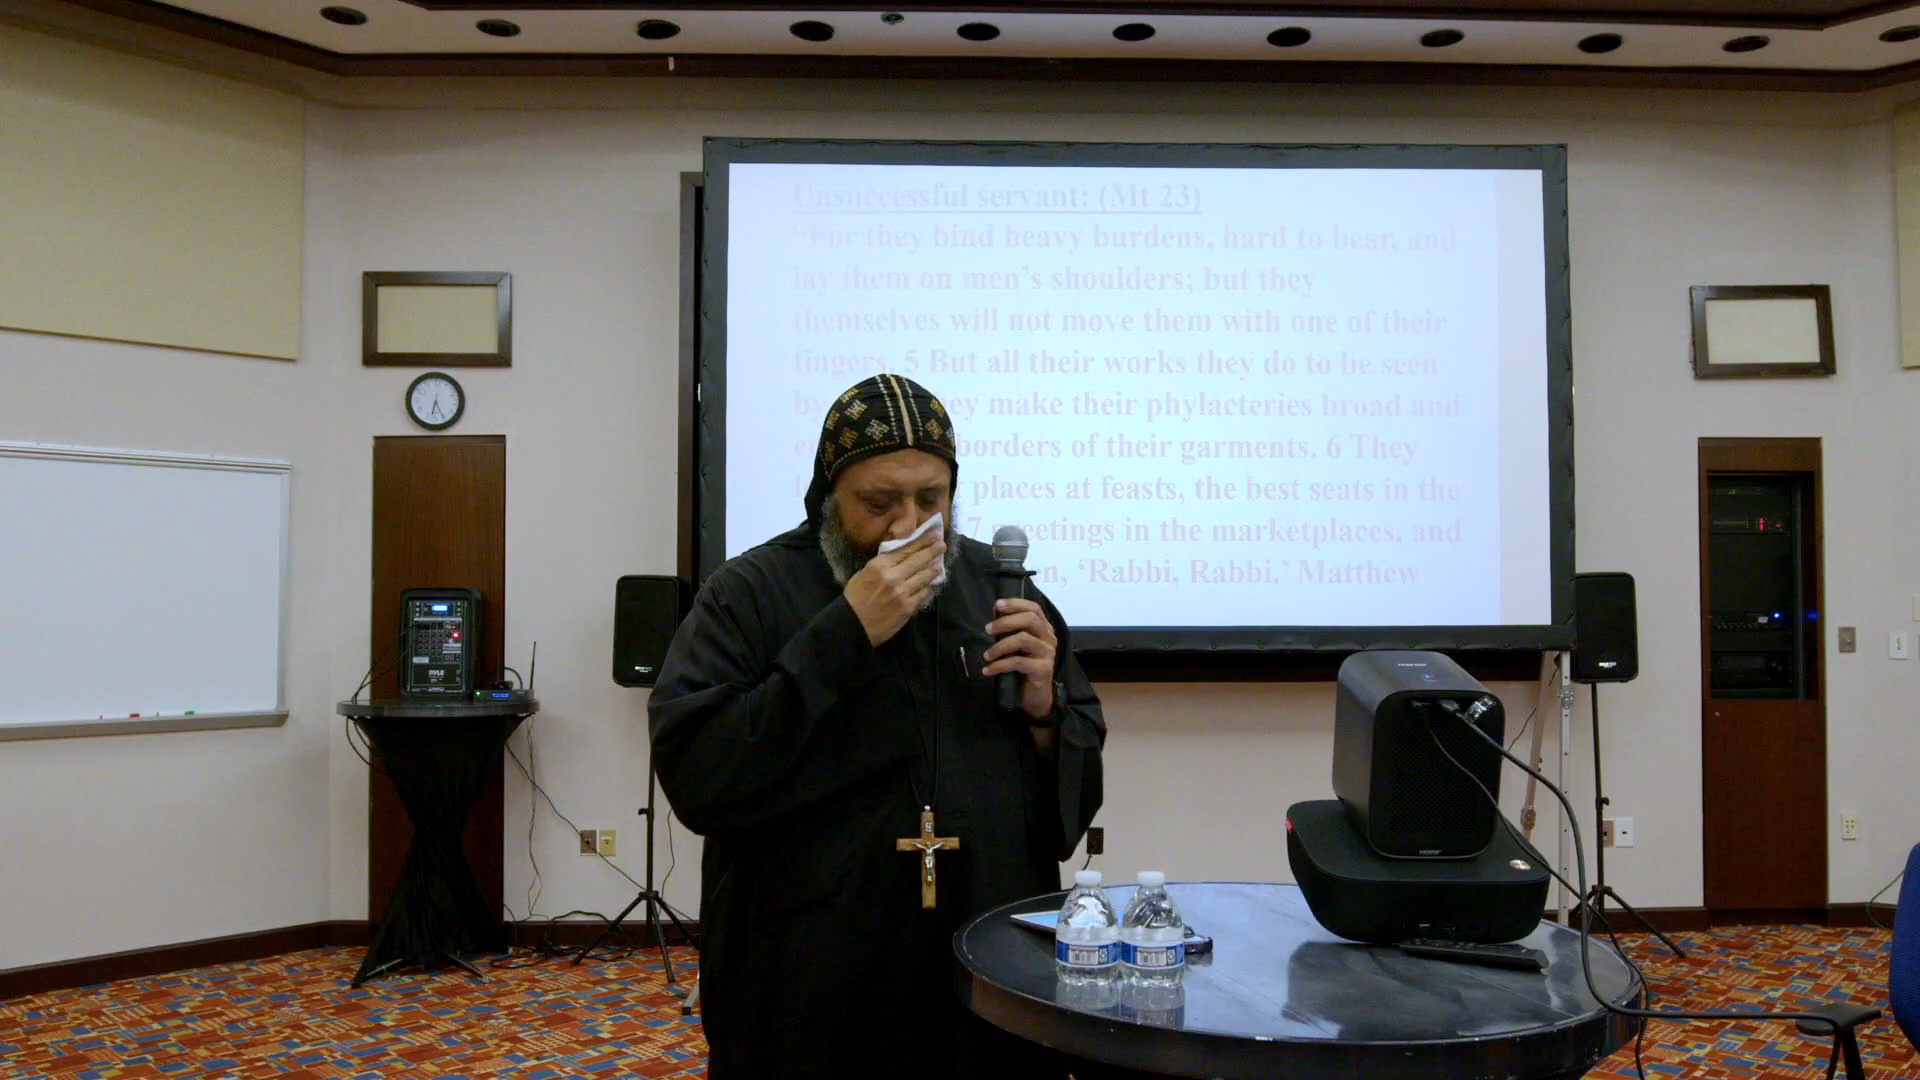 Unsuccessful servant: (Mt 23)
“For they bind heavy burdens, hard to bear, and
lay them on men’s shoulders; but they
themselves will not move them with one of their
fingers. 5 But all their works they do to be seen
by they make their phylacteries broad and
borders of their garments. 6 They
places at feasts, the best seats in the
7 greetings in the marketplaces, and
‘Rabbi, Rabbi.’ Matthew
PYLE